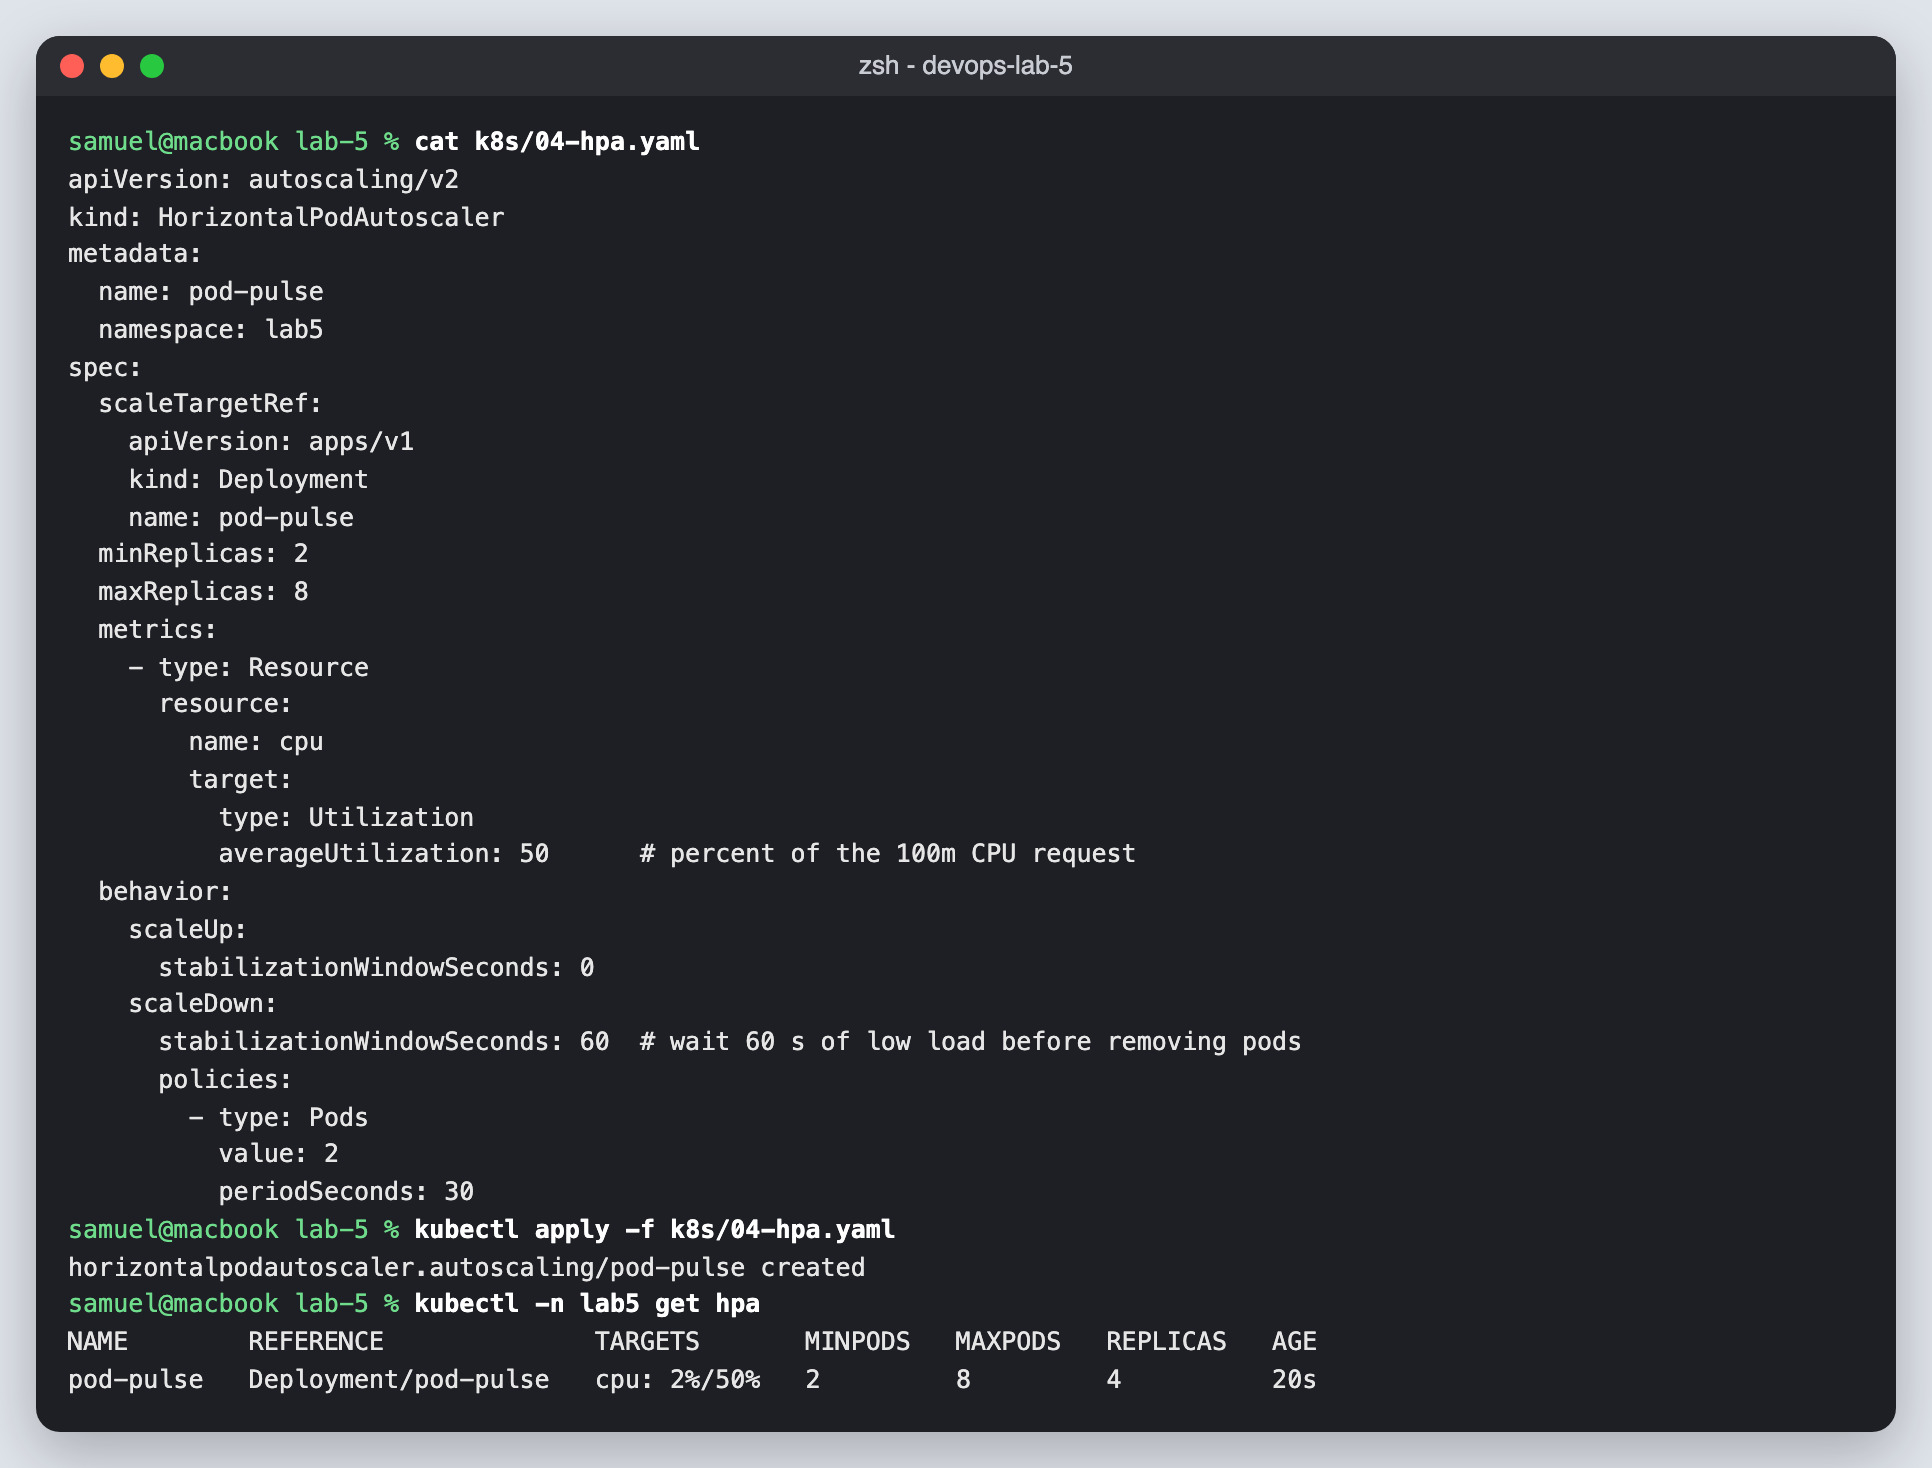 zsh - devops-lab-5
samuel@macbook lab-5 % cat k8s/04-hpa.yaml
apiVersion: autoscaling/v2
kind: HorizontalPodAutoscaler
metadata:
  name: pod-pulse
  namespace: lab5
spec:
  scaleTargetRef:
    apiVersion: apps/v1
    kind: Deployment
    name: pod-pulse
  minReplicas: 2
  maxReplicas: 8
  metrics:
    - type: Resource
      resource:
        name: cpu
        target:
          type: Utilization
          averageUtilization: 50      # percent of the 100m CPU request
  behavior:
    scaleUp:
      stabilizationWindowSeconds: 0
    scaleDown:
      stabilizationWindowSeconds: 60  # wait 60 s of low load before removing pods
      policies:
        - type: Pods
          value: 2
          periodSeconds: 30
samuel@macbook lab-5 % kubectl apply -f k8s/04-hpa.yaml
horizontalpodautoscaler.autoscaling/pod-pulse created
samuel@macbook lab-5 % kubectl -n lab5 get hpa
NAME        REFERENCE              TARGETS       MINPODS   MAXPODS   REPLICAS   AGE
pod-pulse   Deployment/pod-pulse   cpu: 2%/50%   2         8         4          20s